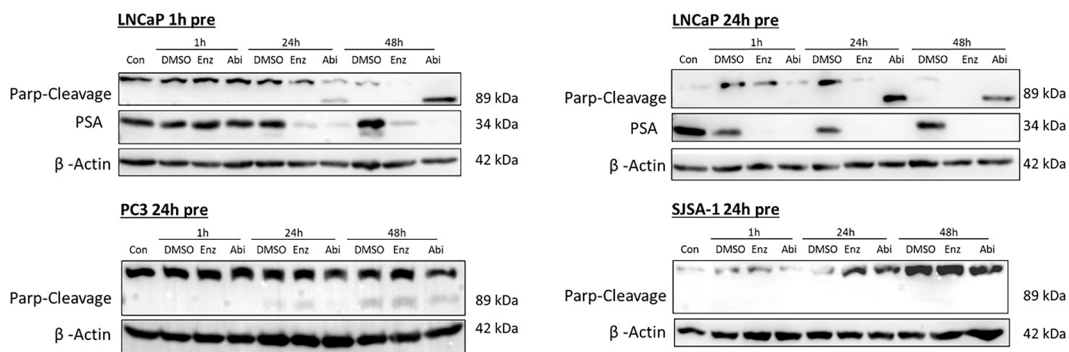 LNCaP 1h pre
1h 24h 48h
Con DMSO Enz Abi DMSO Enz Abi DMSO Enz Abi
Parp-Cleavage 89 kDa
PSA 34 kDa
β -Actin 42 kDa
LNCaP 24h pre
1h 24h 48h
Con DMSO Enz Abi DMSO Enz Abi DMSO Enz Abi
Parp-Cleavage 89 kDa
PSA 34 kDa
β -Actin 42 kDa
PC3 24h pre
1h 24h 48h
Con DMSO Enz Abi DMSO Enz Abi DMSO Enz Abi
Parp-Cleavage 89 kDa
β -Actin 42 kDa
SJSA-1 24h pre
1h 24h 48h
Con DMSO Enz Abi DMSO Enz Abi DMSO Enz Abi
Parp-Cleavage 89 kDa
β -Actin 42 kDa